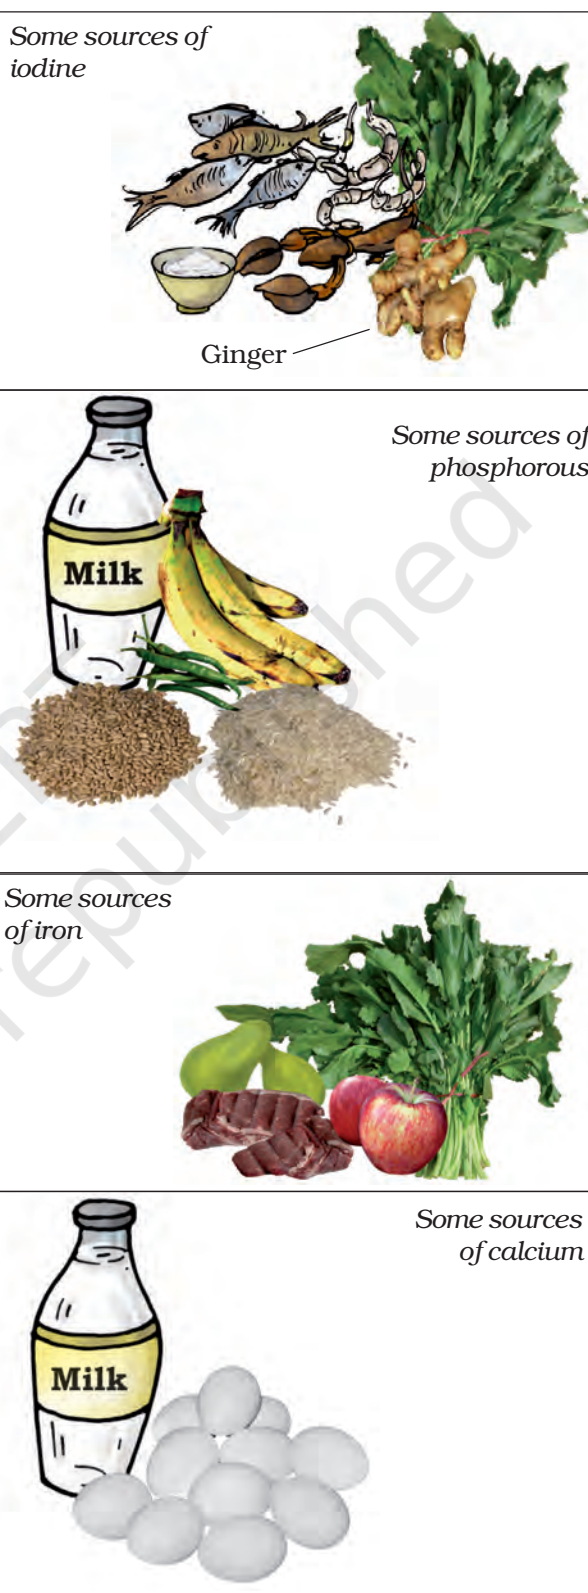 Some sources of
iodine
Ginger
Some sources of
phosphorous
Milk
republished
Some sources
of iron
Some sources
of calcium
Milk